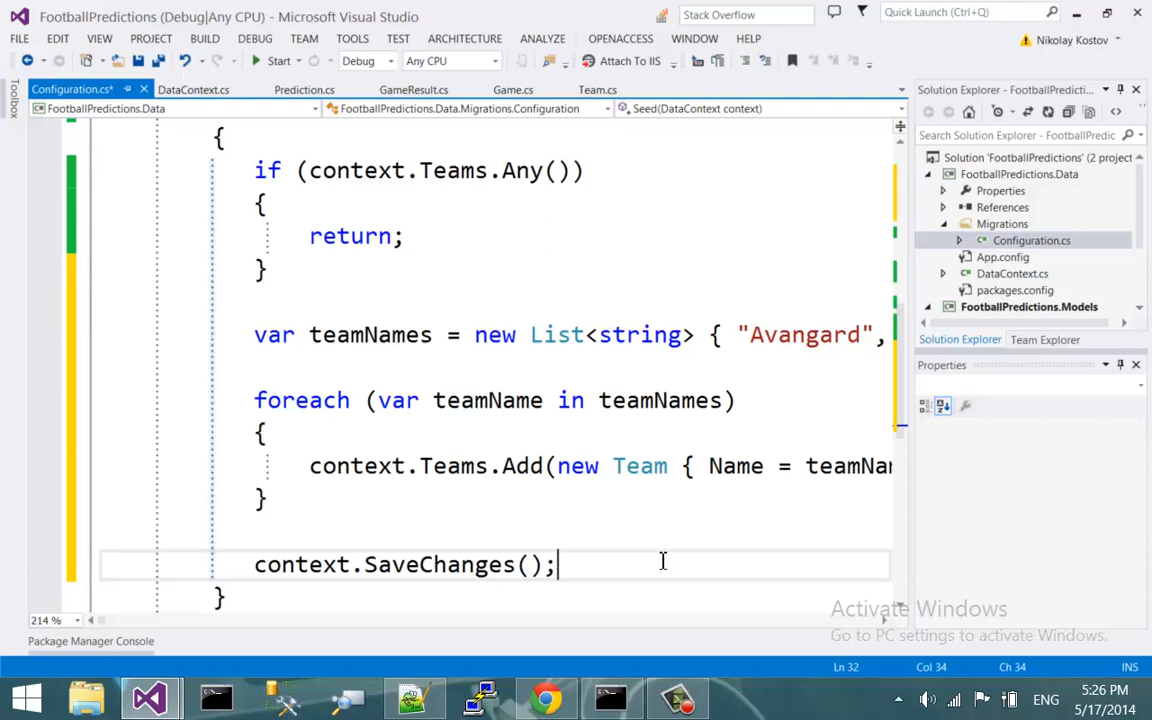 FootballPredictions (Debug|Any CPU) - Microsoft Visual Studio
Stack Overflow
Quick Launch (Ctrl+Q)
FILE EDIT VIEW PROJECT BUILD DEBUG TEAM TOOLS TEST ARCHITECTURE ANALYZE OPENACCESS WINDOW HELP
Nikolay Kostov
Start Debug Any CPU Attach To IIS
Toolbox
Configuration.cs* DataContext.cs Prediction.cs GameResult.cs Game.cs Team.cs
FootballPredictions.Data FootballPredictions.Data.Migrations.Configuration Seed(DataContext context)
{
if (context.Teams.Any())
{
return;
}
var teamNames = new List<string> { "Avangard",
foreach (var teamName in teamNames)
{
context.Teams.Add(new Team { Name = teamNam
}
context.SaveChanges();
}
214 %
Package Manager Console
Solution Explorer - FootballPredicti...
Search Solution Explorer - FootballPredic
Solution 'FootballPredictions' (2 project
FootballPredictions.Data
Properties
References
Migrations
Configuration.cs
App.config
DataContext.cs
packages.config
FootballPredictions.Models
Solution Explorer Team Explorer
Properties
Activate Windows
Go to PC settings to activate Windows.
Ln 32 Col 34 Ch 34 INS
ENG
5:26 PM
5/17/2014